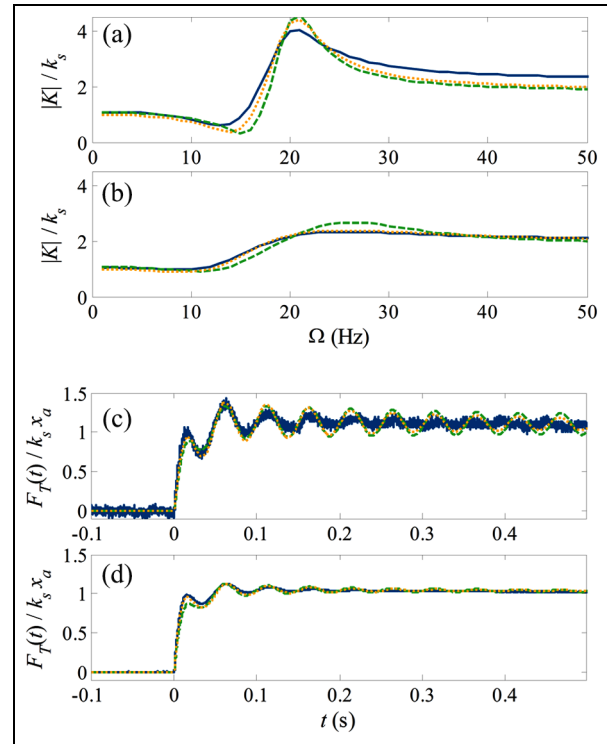 (a)
|K| / k_s
4
2
0
0 10 20 30 40 50
(b)
|K| / k_s
4
2
0
0 10 20 30 40 50
Ω (Hz)
(c)
F_T(t) / k_s x_a
1.5
1
0.5
0
-0.1 0 0.1 0.2 0.3 0.4
(d)
F_T(t) / k_s x_a
1.5
1
0.5
0
-0.1 0 0.1 0.2 0.3 0.4
t (s)